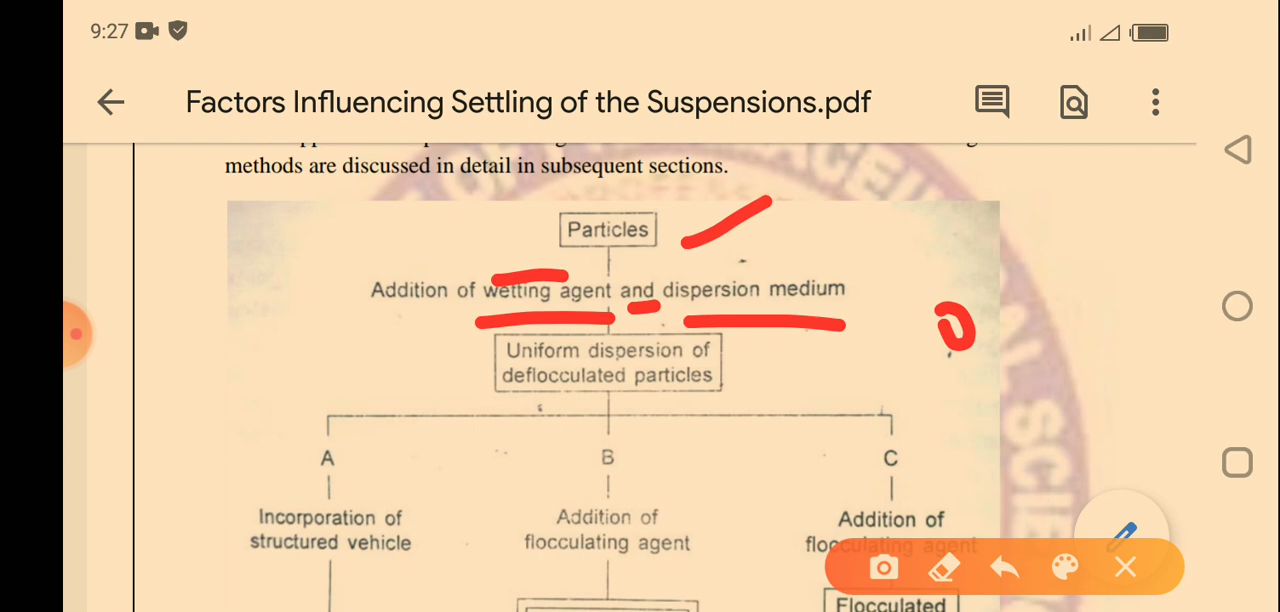 9:27
Factors Influencing Settling of the Suspensions.pdf
methods are discussed in detail in subsequent sections.
Particles
Addition of wetting agent and dispersion medium
Uniform dispersion of
deflocculated particles
A B C
Incorporation of
structured vehicle
Addition of
flocculating agent
Addition of
flocculating agent
Flocculated